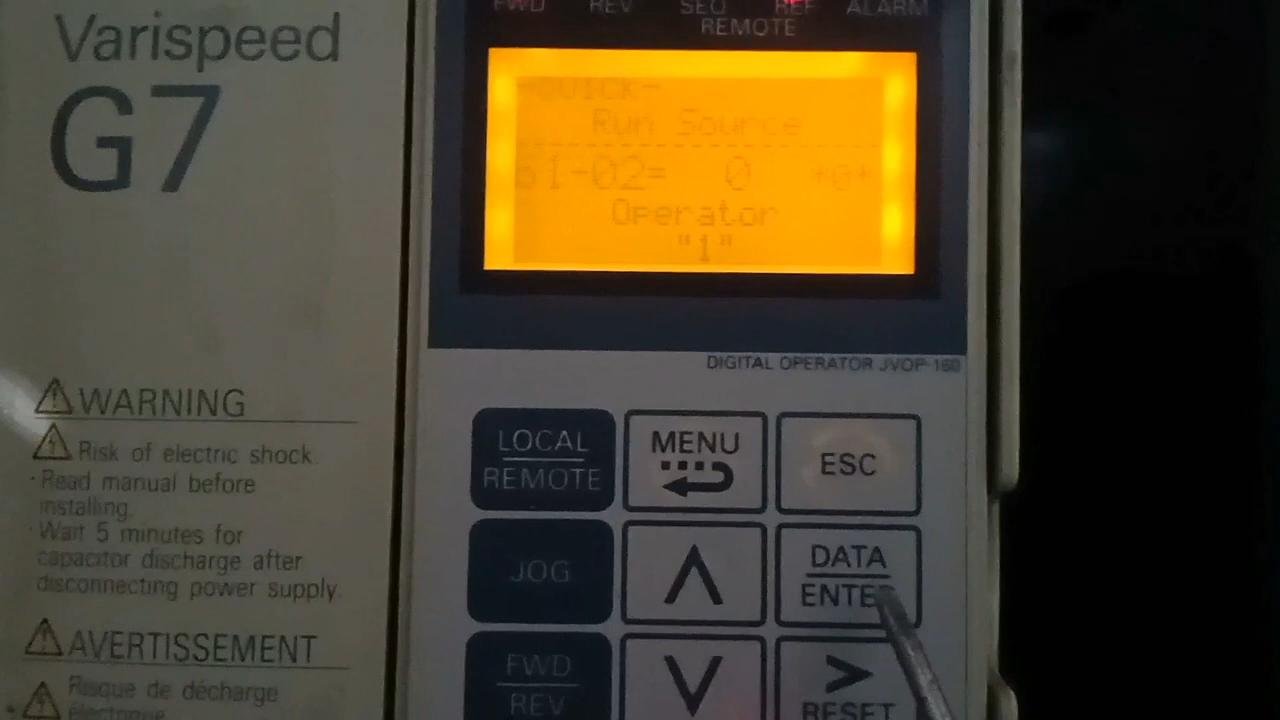 FWD REV SEQ REF ALARM
REMOTE
Varispeed
G7
-QUICK-
Run Source
b1-02= 0 *0*
Operator
"1"
DIGITAL OPERATOR JVOP-160
LOCAL
REMOTE
MENU
ESC
JOG
DATA
ENTER
FWD
REV
RESET
WARNING
Risk of electric shock.
· Read manual before
installing.
· Wait 5 minutes for
capacitor discharge after
disconnecting power supply.
AVERTISSEMENT
Risque de décharge
électrique